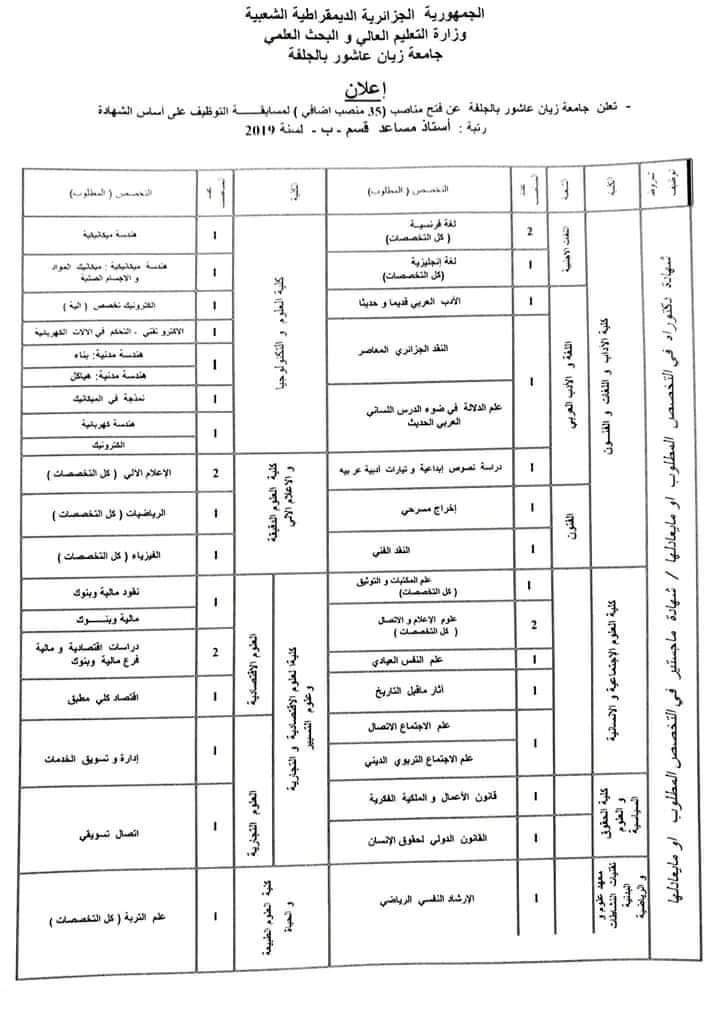 الجمهورية الجزائرية الديمقراطية الشعبية
وزارة التعليم العالي و البحث العلمي
جامعة زيان عاشور بالجلفة
إعلان
- تعلن جامعة زيان عاشور بالجلفة عن فتح مناصب (35 منصب اضافي) لمسابقة التوظيف على أساس الشهادة
رتبة : أستاذ مساعد قسم - ب - لسنة 2019
شروط
توظيف
الكلية
الشعبة
عدد
المناصب
التخصص ( المطلوب)
شهادة دكتوراه في التخصص المطلوب او مايعادلها / شهادة ماجستير في التخصص المطلوب او مايعادلها
كلية الاداب و اللغات و الفنون
اللغات الاجنبية
2
لغة فرنسية
( كل التخصصات)
1
لغة إنجليزية
(كل التخصصات)
اللغة و الأدب العربي
1
الأدب العربي قديما و حديثا
1
النقد الجزائري المعاصر
علم الدلالة في ضوء الدرس اللساني
العربي الحديث
1
دراسة نصوص إبداعية و تيارات أدبية عربيه
الفنون
1
إخراج مسرحي
1
النقد الفني
كلية العلوم الإجتماعية و الانسانية
1
علم المكتبات و التوثيق
( كل التخصصات)
2
علوم الإعلام و الاتصال
( كل التخصصات)
1
علم النفس العيادي
1
آثار ماقبل التاريخ
1
علم الاجتماع الاتصال
علم الاجتماع التربوي الديني
كلية الحقوق
و العلوم
السياسية
1
قانون الأعمال و الملكية الفكرية
1
القانون الدولي لحقوق الإنسان
معهد علوم و
تقنيات النشاطات
البدنية
و الرياضية
1
الإرشاد النفسي الرياضي
الكلية
عدد
المناصب
التخصص ( المطلوب)
كلية العلوم و التكنولوجيا
1
هندسة ميكانيكية
1
هندسة ميكانيكية : ميكانيك المواد
و الاجسام الصلبة
1
الكترونيك تخصص ( الية )
1
الالكترو تقني - التحكم في الالات الكهربائية
1
هندسة مدنية: بناء
هندسة مدنية: هياكل
1
نمذجة في الميكانيك
1
هندسة كهربائية
الكترونيك
كلية العلوم الدقيقة
و الاعلام الآلي
2
الإعلام الآلي ( كل التخصصات )
1
الرياضيات ( كل التخصصات)
1
الفيزياء ( كل التخصصات )
كلية العلوم الاقتصادية و التجارية
وعلوم التسيير
العلوم الاقتصادية
1
نقود مالية وبنوك
مالية وبنوك
2
دراسات اقتصادية و مالية
فرع مالية وبنوك
1
اقتصاد كلي مطبق
العلوم التجارية
1
إدارة و تسويق الخدمات
1
اتصال تسويقي
كلية العلوم الطبيعة
و الحياة
1
علم التربة ( كل التخصصات )